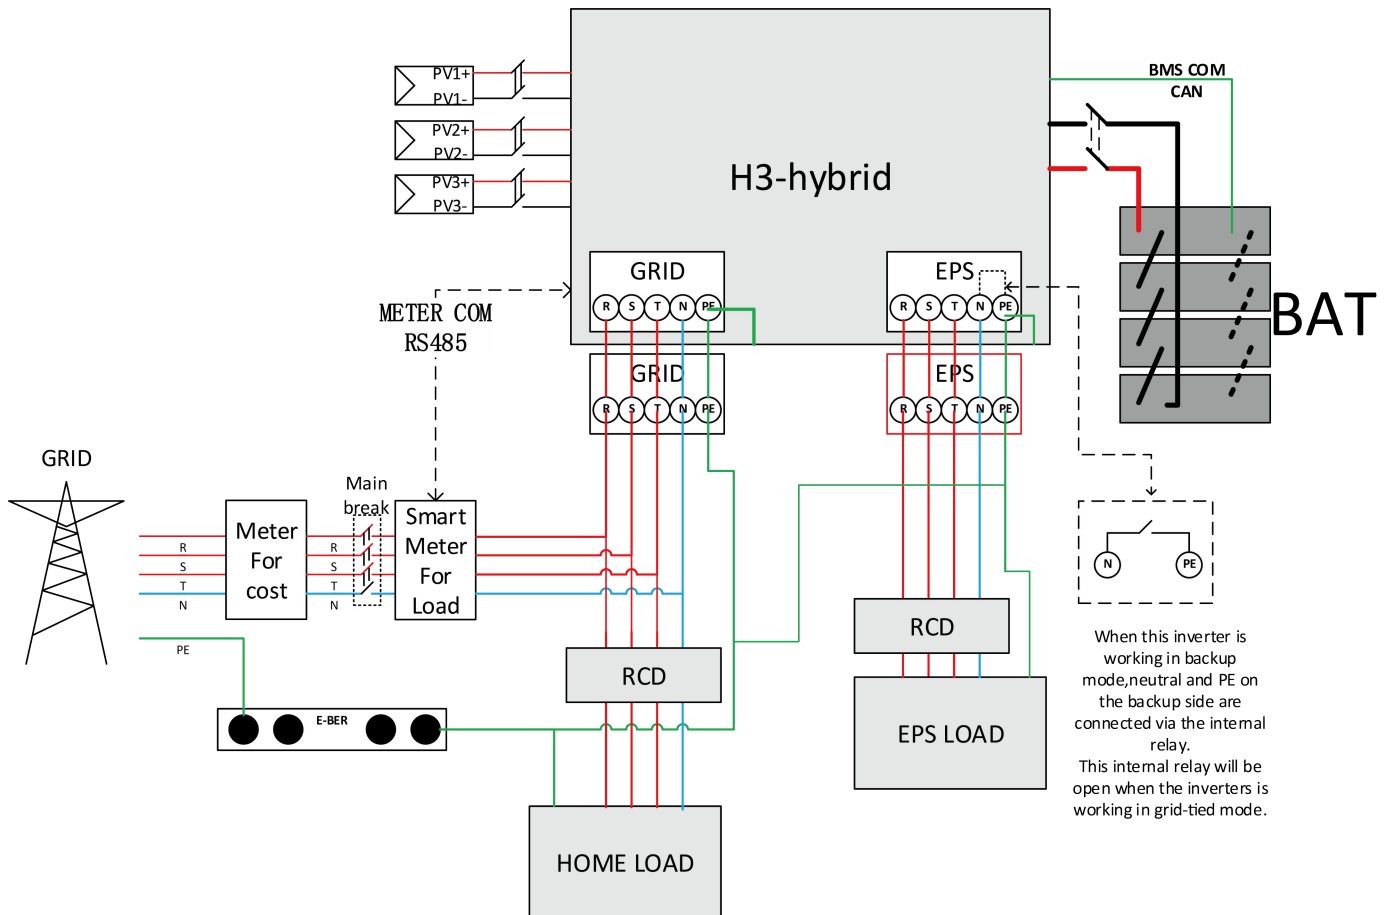 BMS COM
CAN
PV1+
PV1-
PV2+
PV2-
PV3+
PV3-
H3-hybrid
GRID
R S T N PE
EPS
R S T N PE
BAT
METER COM
RS485
GRID
R S T N PE
EPS
R S T N PE
GRID
Main
break
Meter
For
cost
Smart
Meter
For
Load
R
S
T
N
R
S
T
N
PE
N PE
RCD
RCD
E-BER
EPS LOAD
HOME LOAD
When this inverter is
working in backup
mode,neutral and PE on
the backup side are
connected via the internal
relay.
This internal relay will be
open when the inverters is
working in grid-tied mode.